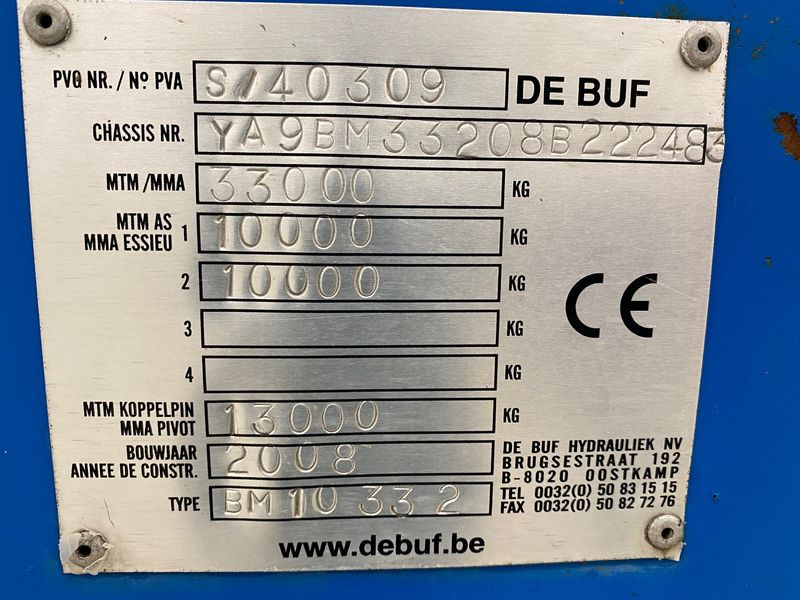 PVG NR. / Nº PVA S/40309 DE BUF
CHASSIS NR. YA9BM33208B222483
MTM /MMA 33000 KG
MTM AS
MMA ESSIEU 1 10000 KG
2 10000 KG
3 KG
4 KG
MTM KOPPELPIN
MMA PIVOT 13000 KG
BOUWJAAR
ANNEE DE CONSTR. 2008
TYPE BM 10 33 2
CE
DE BUF HYDRAULIEK NV
BRUGSESTRAAT 192
B-8020 OOSTKAMP
TEL 0032(0) 50 83 15 15
FAX 0032(0) 50 82 72 76
www.debuf.be